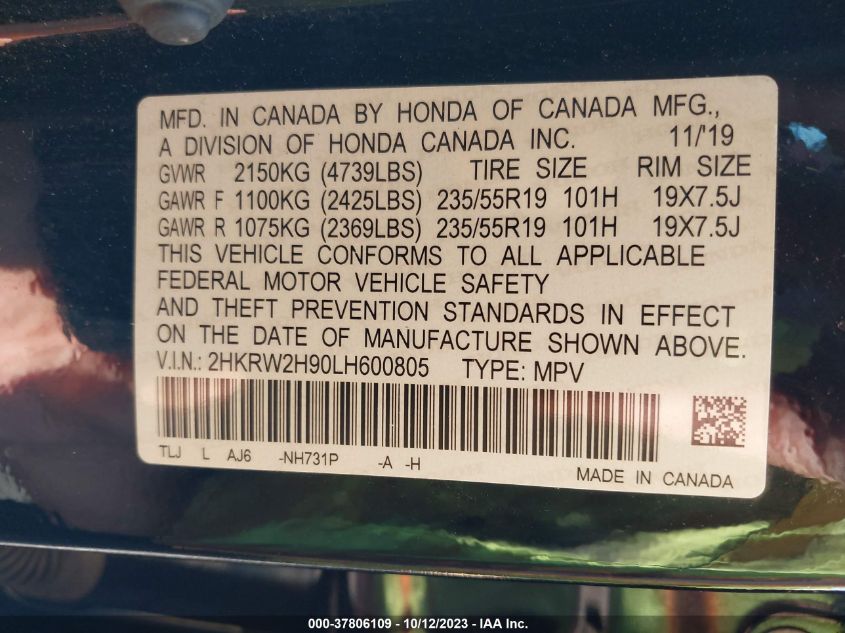 MFD. IN CANADA BY HONDA OF CANADA MFG.,
A DIVISION OF HONDA CANADA INC. 11/'19
GVWR 2150KG (4739LBS) TIRE SIZE RIM SIZE
GAWR F 1100KG (2425LBS) 235/55R19 101H 19X7.5J
GAWR R 1075KG (2369LBS) 235/55R19 101H 19X7.5J
THIS VEHICLE CONFORMS TO ALL APPLICABLE
FEDERAL MOTOR VEHICLE SAFETY
AND THEFT PREVENTION STANDARDS IN EFFECT
ON THE DATE OF MANUFACTURE SHOWN ABOVE.
V.I.N.: 2HKRW2H90LH600805 TYPE: MPV
TLJ L AJ6 -NH731P -A -H
MADE IN CANADA
000-37806109 - 10/12/2023 - IAA Inc.